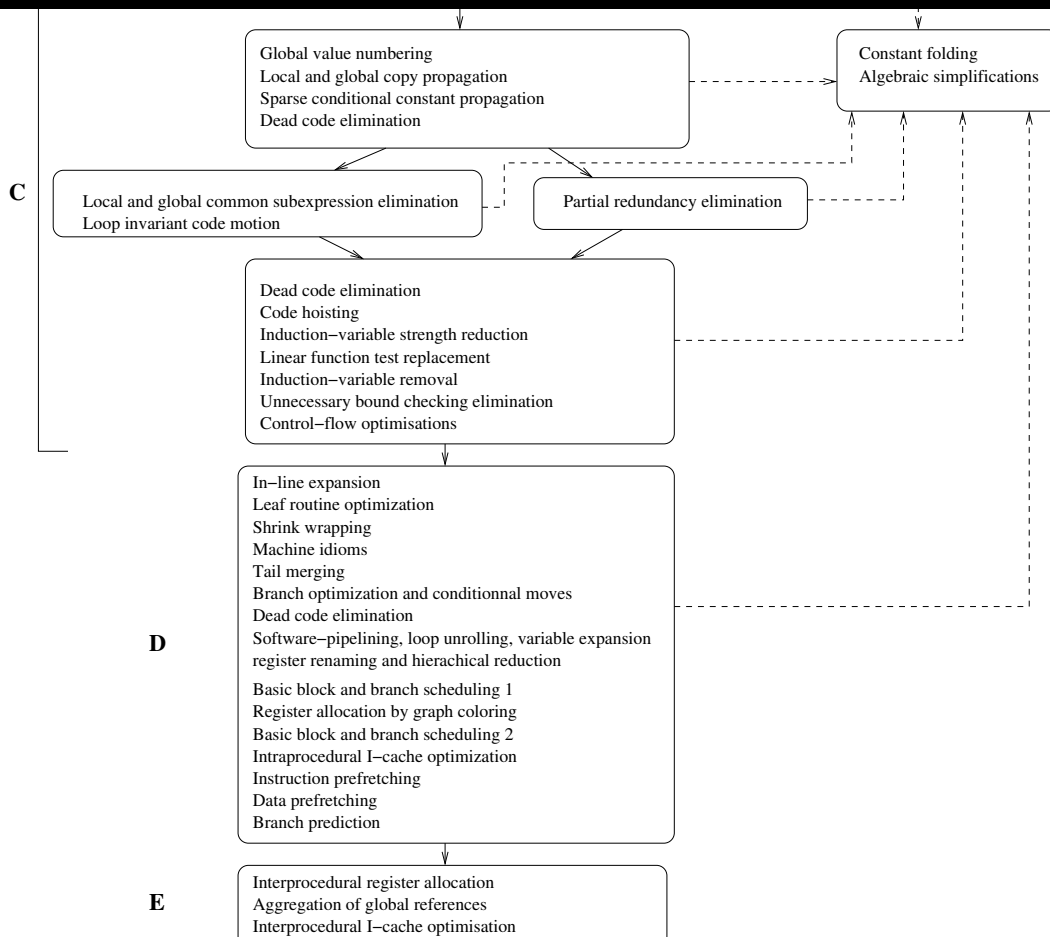 Global value numbering
Local and global copy propagation
Sparse conditional constant propagation
Dead code elimination
Constant folding
Algebraic simplifications
C
Local and global common subexpression elimination
Loop invariant code motion
Partial redundancy elimination
Dead code elimination
Code hoisting
Induction−variable strength reduction
Linear function test replacement
Induction−variable removal
Unnecessary bound checking elimination
Control−flow optimisations
D
In−line expansion
Leaf routine optimization
Shrink wrapping
Machine idioms
Tail merging
Branch optimization and conditionnal moves
Dead code elimination
Software−pipelining, loop unrolling, variable expansion
register renaming and hierachical reduction
Basic block and branch scheduling 1
Register allocation by graph coloring
Basic block and branch scheduling 2
Intraprocedural I−cache optimization
Instruction prefretching
Data prefretching
Branch prediction
E
Interprocedural register allocation
Aggregation of global references
Interprocedural I−cache optimisation